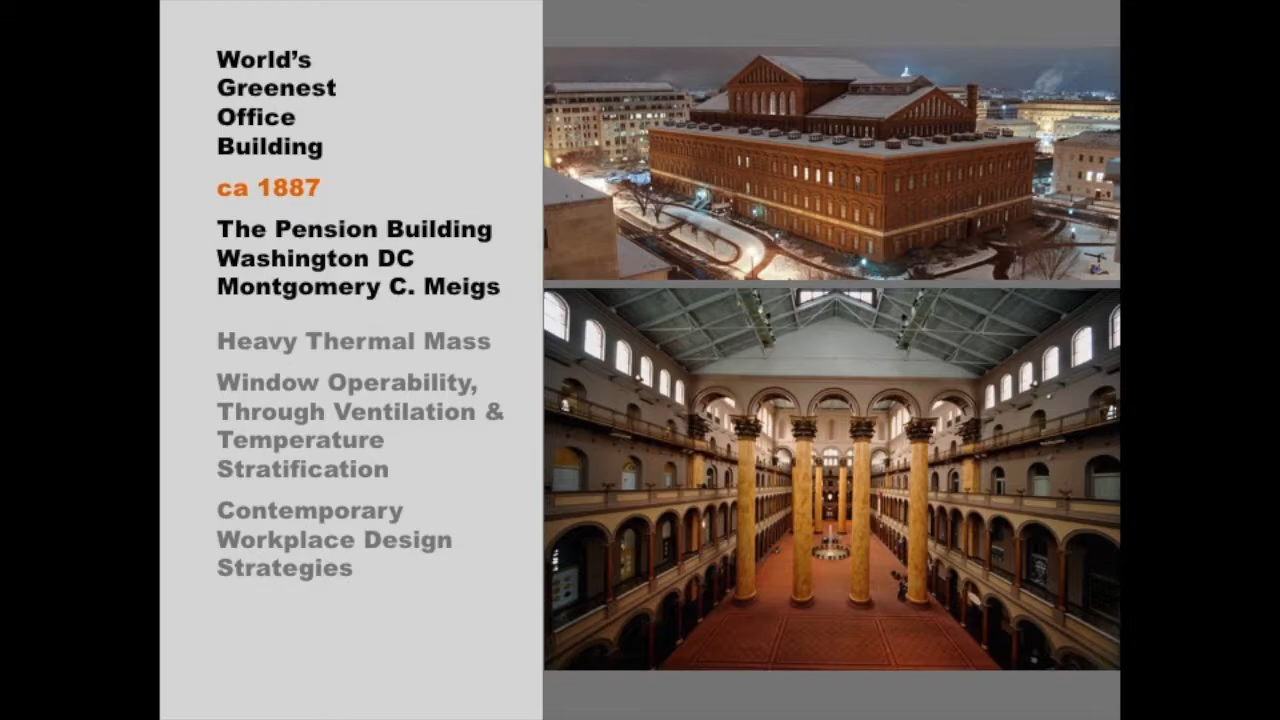 World’s
Greenest
Office
Building
ca 1887
The Pension Building
Washington DC
Montgomery C. Meigs
Heavy Thermal Mass
Window Operability,
Through Ventilation &
Temperature
Stratification
Contemporary
Workplace Design
Strategies